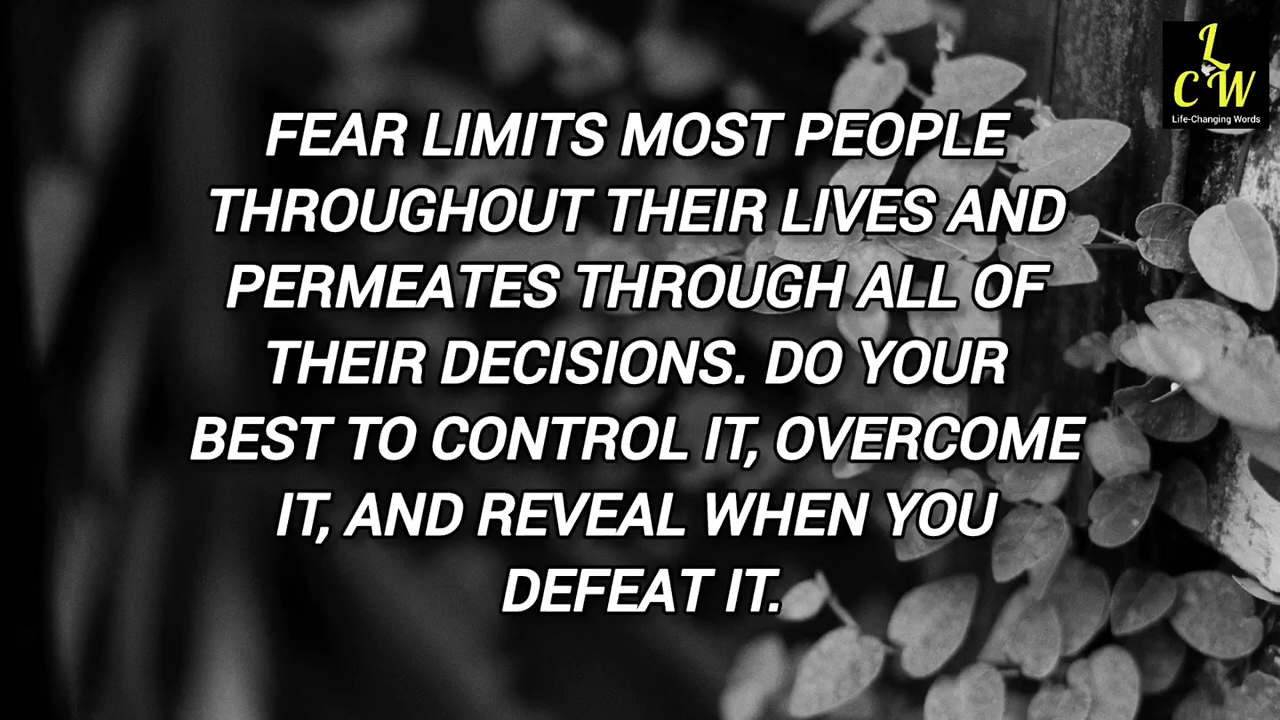 L
C W
Life-Changing Words
FEAR LIMITS MOST PEOPLE
THROUGHOUT THEIR LIVES AND
PERMEATES THROUGH ALL OF
THEIR DECISIONS. DO YOUR
BEST TO CONTROL IT, OVERCOME
IT, AND REVEAL WHEN YOU
DEFEAT IT.